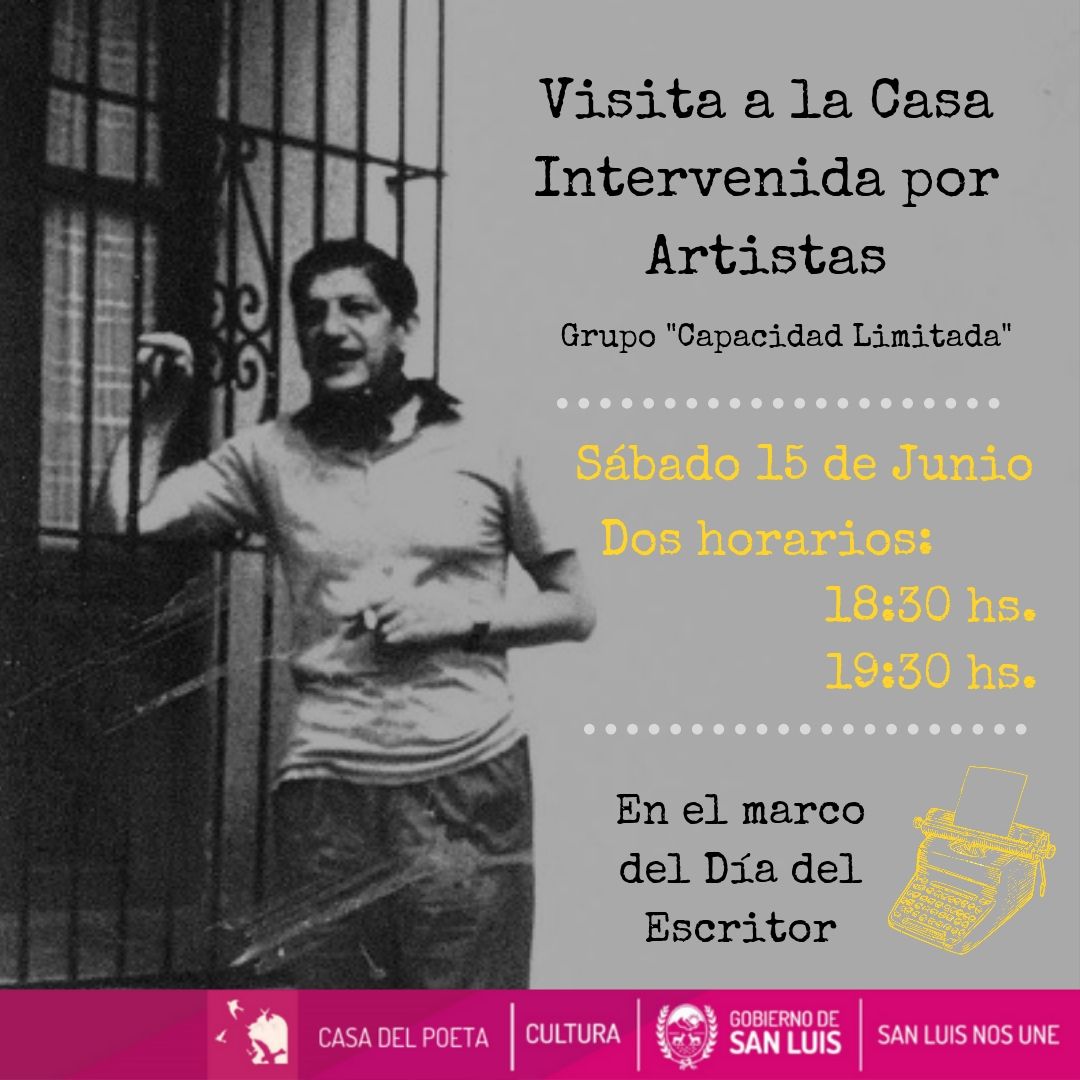 Visita a la Casa
Intervenida por
Artistas
Grupo "Capacidad Limitada"
Sábado 15 de Junio
Dos horarios:
18:30 hs.
19:30 hs.
En el marco
del Día del
Escritor
CASA DEL POETA
CULTURA
GOBIERNO DE
SAN LUIS
SAN LUIS NOS UNE